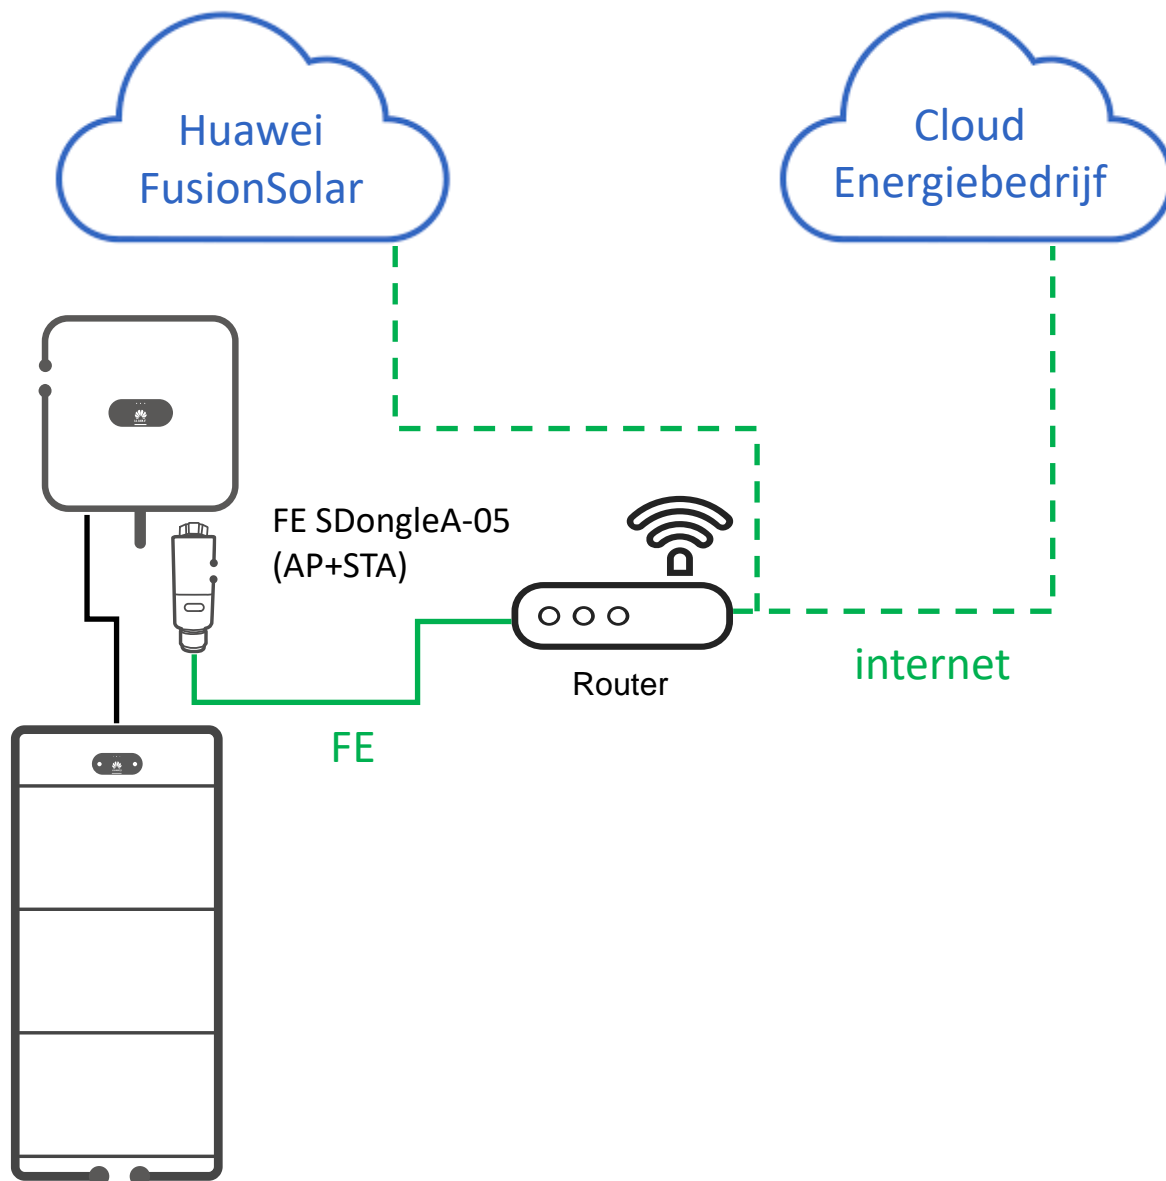 Huawei
FusionSolar
Cloud
Energiebedrijf
FE SDongleA-05
(AP+STA)
Router
internet
FE